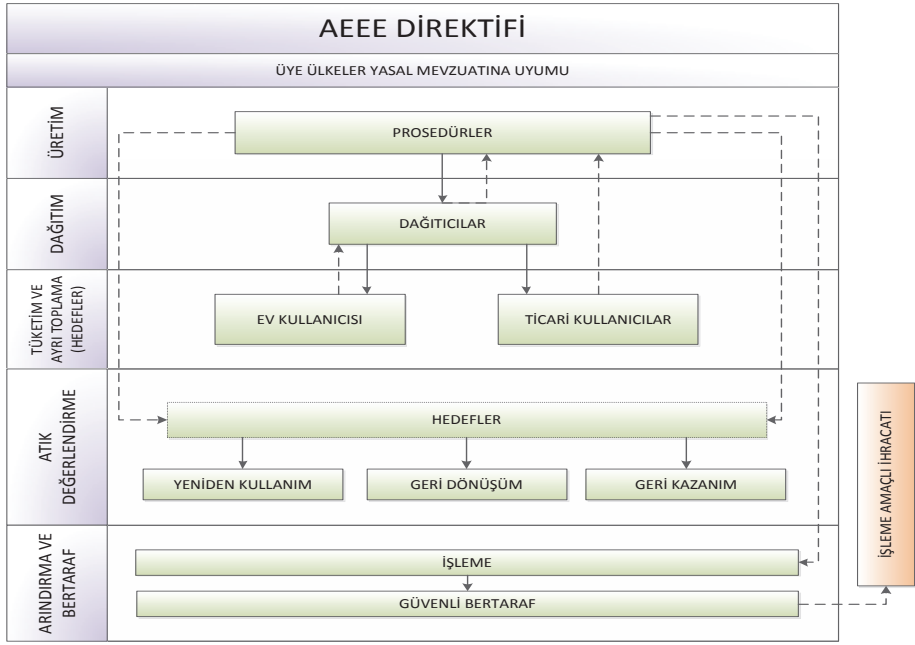 AEEE DİREKTİFİ
ÜYE ÜLKELER YASAL MEVZUATINA UYUMU
ÜRETİM
PROSEDÜRLER
DAĞITIM
DAĞITICILAR
TÜKETİM VE
AYRI TOPLAMA
(HEDEFLER)
EV KULLANICISI
TİCARİ KULLANICILAR
ATIK
DEĞERLENDİRME
HEDEFLER
YENİDEN KULLANIM
GERİ DÖNÜŞÜM
GERİ KAZANIM
ARINDIRMA VE
BERTARAF
İŞLEME
GÜVENLİ BERTARAF
İŞLEME AMAÇLI İHRACATI